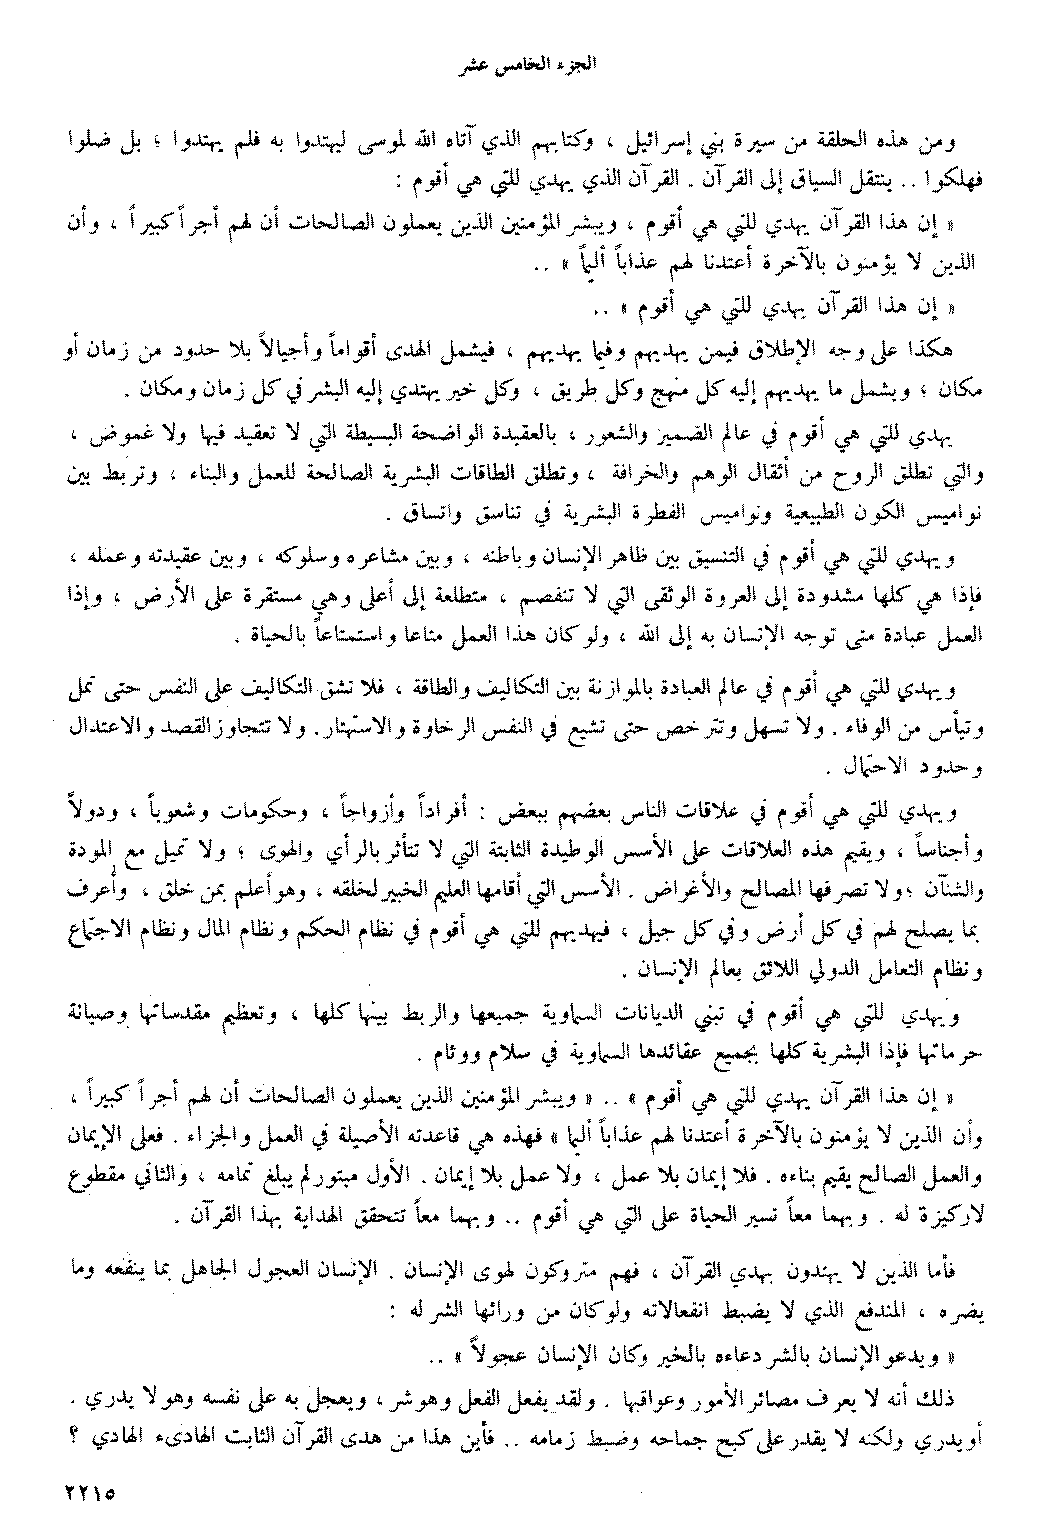 الجزء الخامس عشر
ومن هذه الحلقة من سيرة بني إسرائيل ، وكتابهم الذي آتاه الله لموسى ليهتدوا به فلم يهتدوا ؛ بل ضلوا
فهلكوا .. ينتقل السياق إلى القرآن . القرآن الذي يهدي للتي هي أقوم :
« إن هذا القرآن يهدي للتي هي أقوم ، ويبشر المؤمنين الذين يعملون الصالحات أن لهم أجراً كبيراً ، وأن
الذين لا يؤمنون بالآخرة أعتدنا لهم عذاباً أليماً » ..
« إن هذا القرآن يهدي للتي هي أقوم » ..
هكذا على وجه الإطلاق فيمن يهديهم وفيما يهديهم ، فيشمل الهدى أقواماً وأجيالاً بلا حدود من زمان أو
مكان ؛ ويشمل ما يهديهم إليه كل منهج وكل طريق ، وكل خير يهتدي إليه البشر في كل زمان ومكان .
يهدي للتي هي أقوم في عالم الضمير والشعور ، بالعقيدة الواضحة البسيطة التي لا تعقيد فيها ولا غموض ،
والتي تطلق الروح من أثقال الوهم والخرافة ، وتطلق الطاقات البشرية الصالحة للعمل والبناء ، وتربط بين
نواميس الكون الطبيعية ونواميس الفطرة البشرية في تناسق واتساق .
ويهدي للتي هي أقوم في التنسيق بين ظاهر الإنسان وباطنه ، وبين مشاعره وسلوكه ، وبين عقيدته وعمله ،
فإذا هي كلها مشدودة إلى العروة الوثقى التي لا تنفصم ، متطلعة إلى أعلى وهي مستقرة على الأرض ، وإذا
العمل عبادة متى توجه الإنسان به إلى الله ، ولو كان هذا العمل متاعا واستمتاعاً بالحياة .
ويهدي للتي هي أقوم في عالم العبادة بالموازنة بين التكاليف والطاقة ، فلا تشق التكاليف على النفس حتى تمل
وتيأس من الوفاء . ولا تسهل وتترخص حتى تشيع في النفس الرخاوة والاستهتار. ولا تتجاوز القصد والاعتدال
وحدود الاحتمال .
ويهدي للتي هي أقوم في علاقات الناس بعضهم ببعض : أفراداً وأزواجاً ، وحكومات وشعوباً ، ودولاً
وأجناساً ، ويقيم هذه العلاقات على الأسس الوطيدة الثابتة التي لا تتأثر بالرأي والهوى ؛ ولا تميل مع المودة
والشنآن ؛ ولا تصرفها المصالح والأغراض . الأسس التي أقامها العليم الخبير لخلقه ، وهو أعلم بمن خلق ، وأعرف
بما يصلح لهم في كل أرض وفي كل جيل ، فيهديهم للتي هي أقوم في نظام الحكم ونظام المال ونظام الاجتماع
ونظام التعامل الدولي اللائق بعالم الإنسان .
ويهدي للتي هي أقوم في تبني الديانات السماوية جميعها والربط بينها كلها ، وتعظيم مقدساتها وصيانة
حرماتها فإذا البشرية كلها بجميع عقائدها السماوية في سلام ووئام .
« إن هذا القرآن يهدي للتي هي أقوم » .. « ويبشر المؤمنين الذين يعملون الصالحات أن لهم أجراً كبيراً ،
وأن الذين لا يؤمنون بالآخرة أعتدنا لهم عذاباً أليما » فهذه هي قاعدته الأصيلة في العمل والجزاء . فعلى الإيمان
والعمل الصالح يقيم بناءه . فلا إيمان بلا عمل ، ولا عمل بلا إيمان . الأول مبتور لم يبلغ تمامه ، والثاني مقطوع
لا ركيزة له . وبهما معاً تسير الحياة على التي هي أقوم .. وبهما معاً تتحقق الهداية بهذا القرآن .
فأما الذين لا يهتدون بهدي القرآن ، فهم متروكون لهوى الإنسان . الإنسان العجول الجاهل بما ينفعه وما
يضره ، المندفع الذي لا يضبط انفعالاته ولو كان من ورائها الشر له :
« ويدعو الإنسان بالشر دعاءه بالخير وكان الإنسان عجولاً » ..
ذلك أنه لا يعرف مصائر الأمور وعواقبها . ولقد يفعل الفعل وهو شر ، ويعجل به على نفسه وهو لا يدري .
أو يدري ولكنه لا يقدر على كبح جماحه وضبط زمامه .. فأين هذا من هدى القرآن الثابت الهادىء الهادي ؟
٢٢١٥